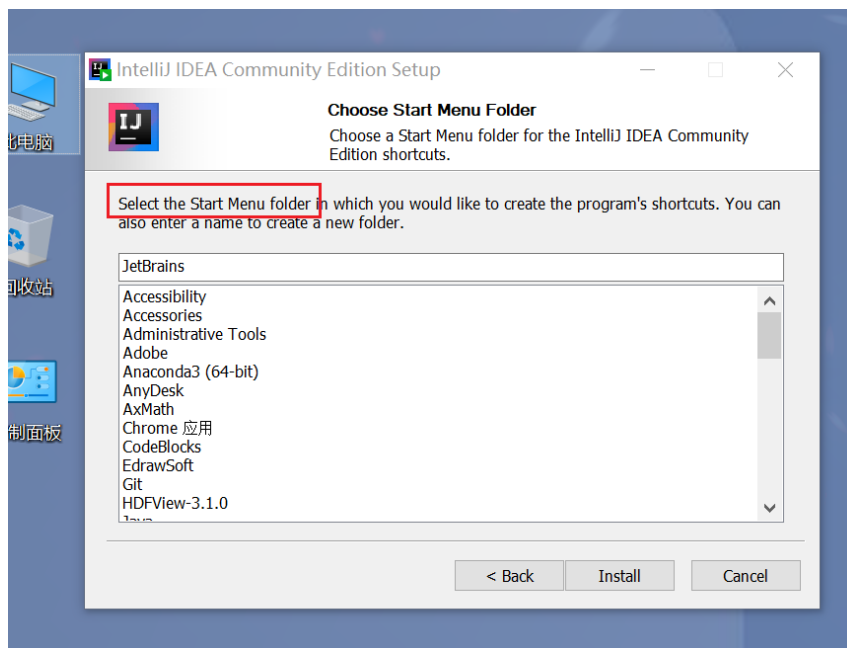 IntelliJ IDEA Community Edition Setup
IJ
Choose Start Menu Folder
Choose a Start Menu folder for the IntelliJ IDEA Community
Edition shortcuts.
电脑
Select the Start Menu folder in which you would like to create the program's shortcuts. You can
also enter a name to create a new folder.
JetBrains
回收站
Accessibility
Accessories
Administrative Tools
Adobe
Anaconda3 (64-bit)
AnyDesk
AxMath
Chrome 应用
CodeBlocks
EdrawSoft
Git
HDFView-3.1.0
Java
制面板
< Back
Install
Cancel